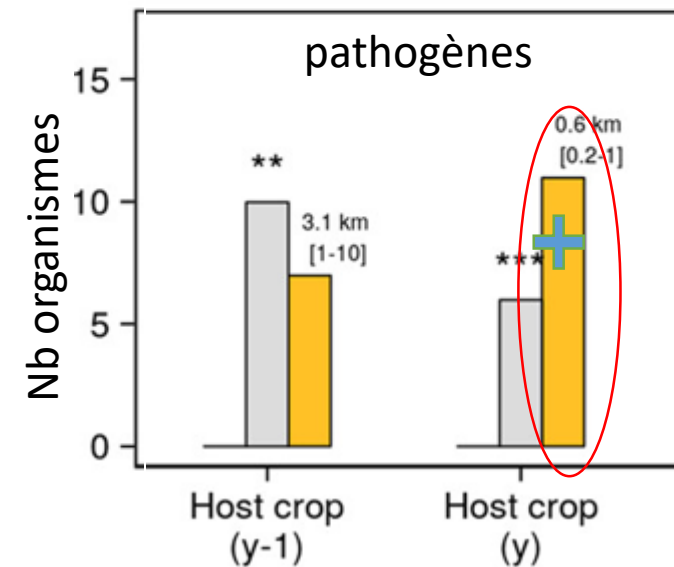 pathogènes
Nb organismes
15
10
5
0
**
3.1 km
[1-10]
***
0.6 km
[0.2-1]
Host crop
(y-1)
Host crop
(y)